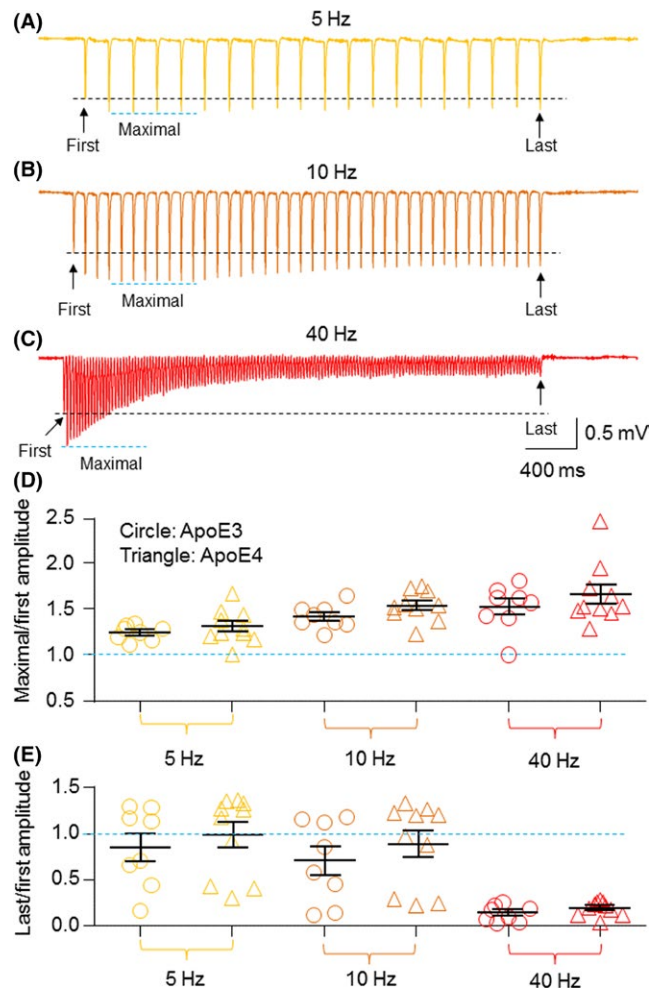 (A)
5 Hz
First
Maximal
Last
(B)
10 Hz
First
Maximal
Last
(C)
40 Hz
First
Maximal
Last
0.5 mV
400 ms
(D)
Maximal/first amplitude
2.5
2.0
1.5
1.0
0.5
Circle: ApoE3
Triangle: ApoE4
5 Hz
10 Hz
40 Hz
(E)
Last/first amplitude
1.5
1.0
0.5
0.0
5 Hz
10 Hz
40 Hz